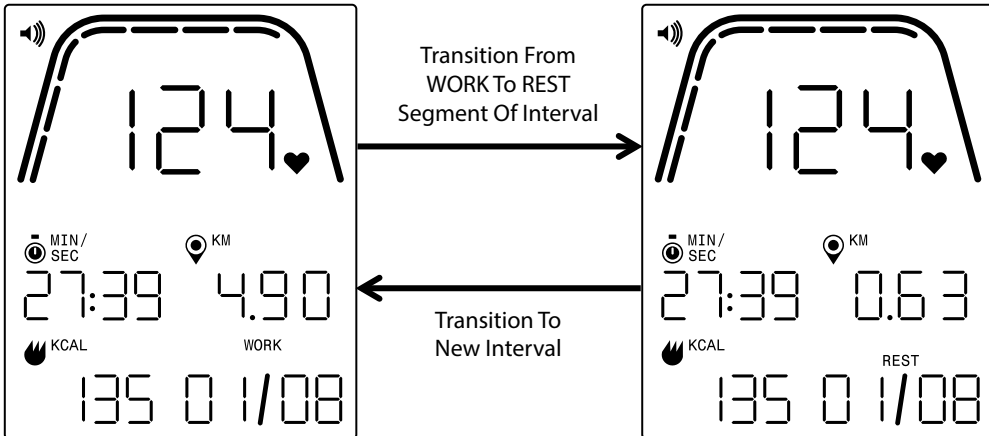 124
MIN/
SEC
KM
27:39 4.90
KCAL
WORK
135 01/08
Transition From
WORK To REST
Segment Of Interval
Transition To
New Interval
124
MIN/
SEC
KM
27:39 0.63
KCAL
REST
135 01/08